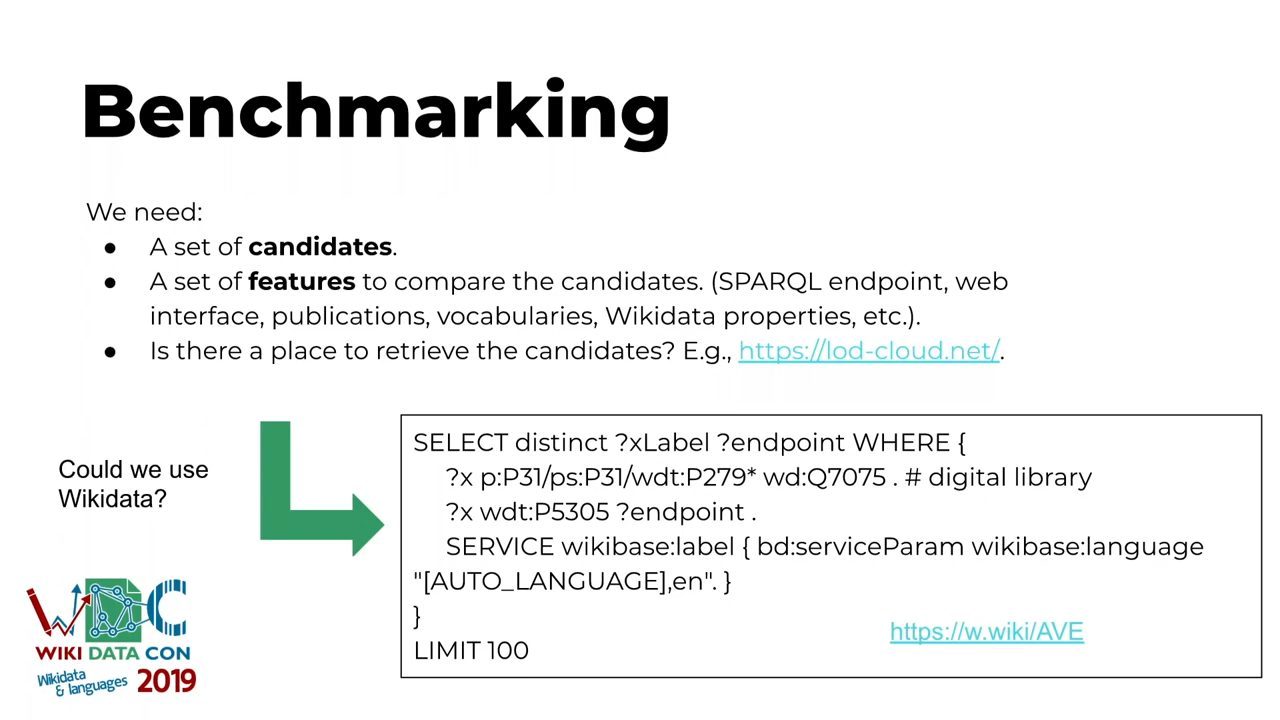 Benchmarking
We need:
● A set of candidates.
● A set of features to compare the candidates. (SPARQL endpoint, web
interface, publications, vocabularies, Wikidata properties, etc.).
● Is there a place to retrieve the candidates? E.g., https://lod-cloud.net/.
Could we use
Wikidata?
SELECT distinct ?xLabel ?endpoint WHERE {
?x p:P31/ps:P31/wdt:P279* wd:Q7075 . # digital library
?x wdt:P5305 ?endpoint .
SERVICE wikibase:label { bd:serviceParam wikibase:language
"[AUTO_LANGUAGE],en". }
}
LIMIT 100
https://w.wiki/AVE
WDC
WIKI DATA CON
Wikidata
& languages 2019